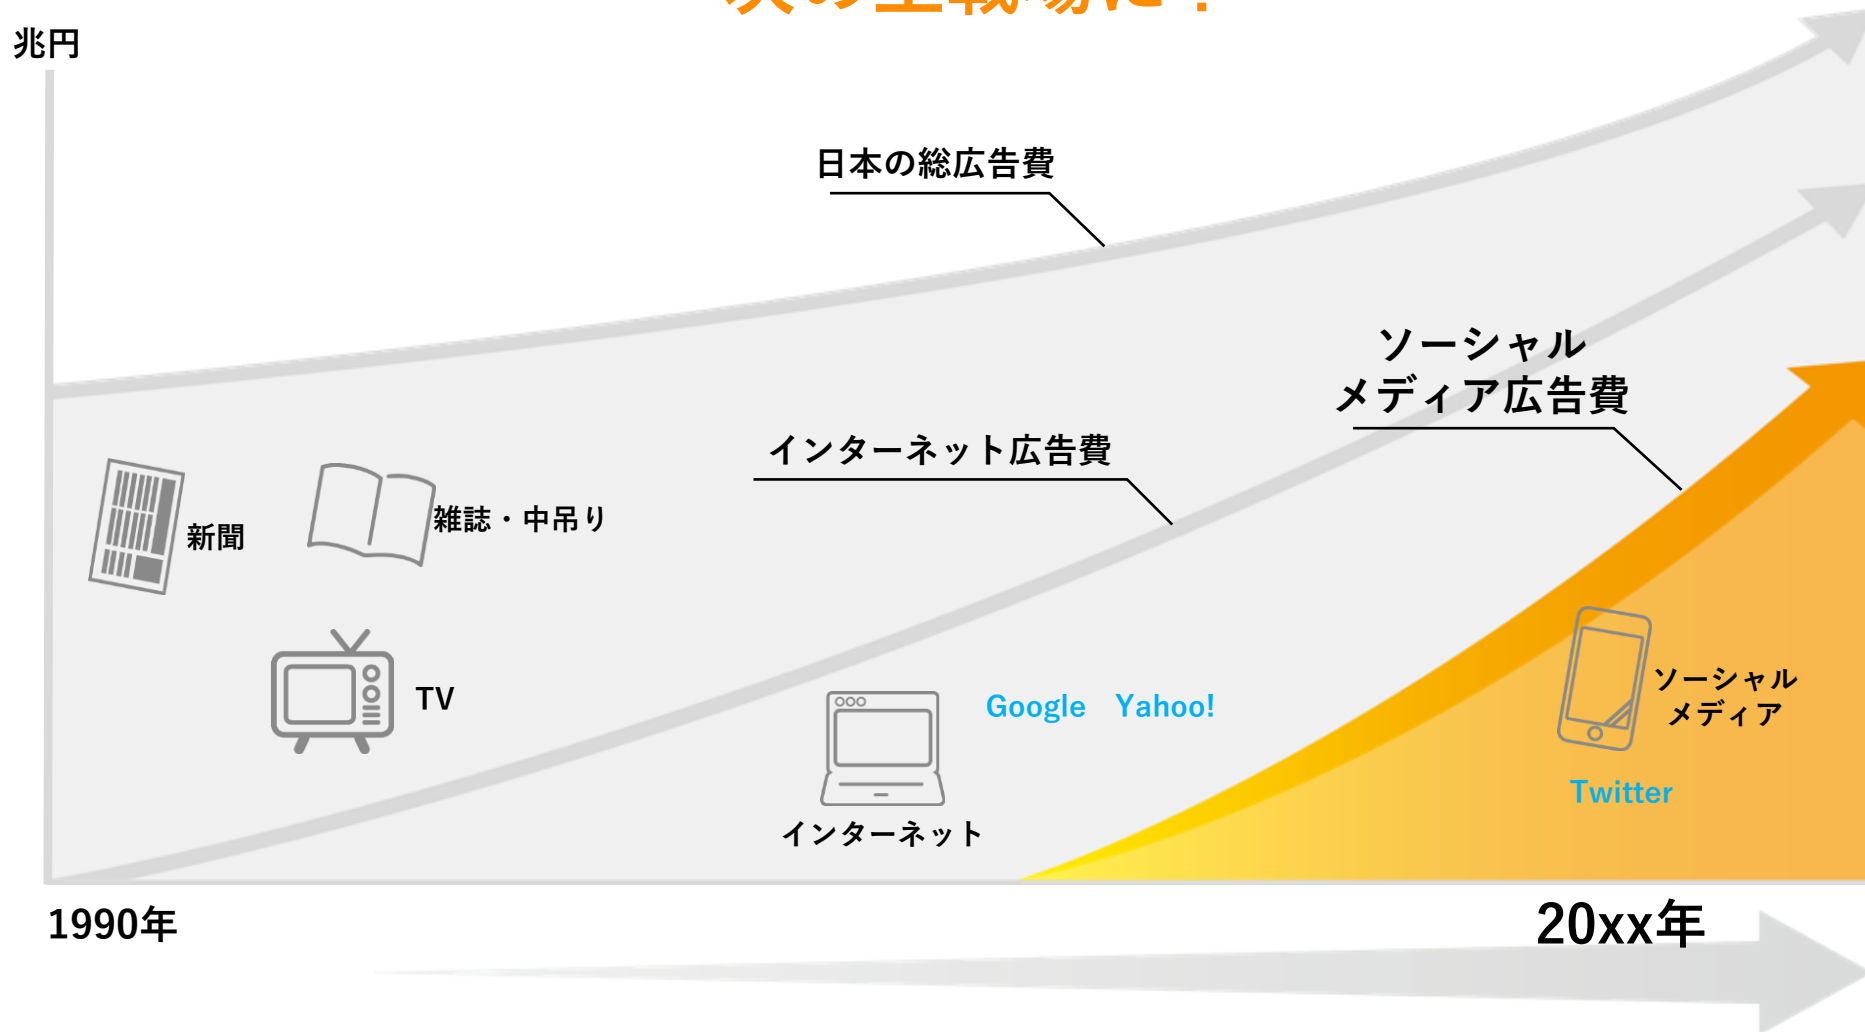 兆円
日本の総広告費
ソーシャル
メディア広告費
インターネット広告費
新聞
雑誌・中吊り
TV
Google Yahoo!
インターネット
ソーシャル
メディア
Twitter
1990年
20xx年